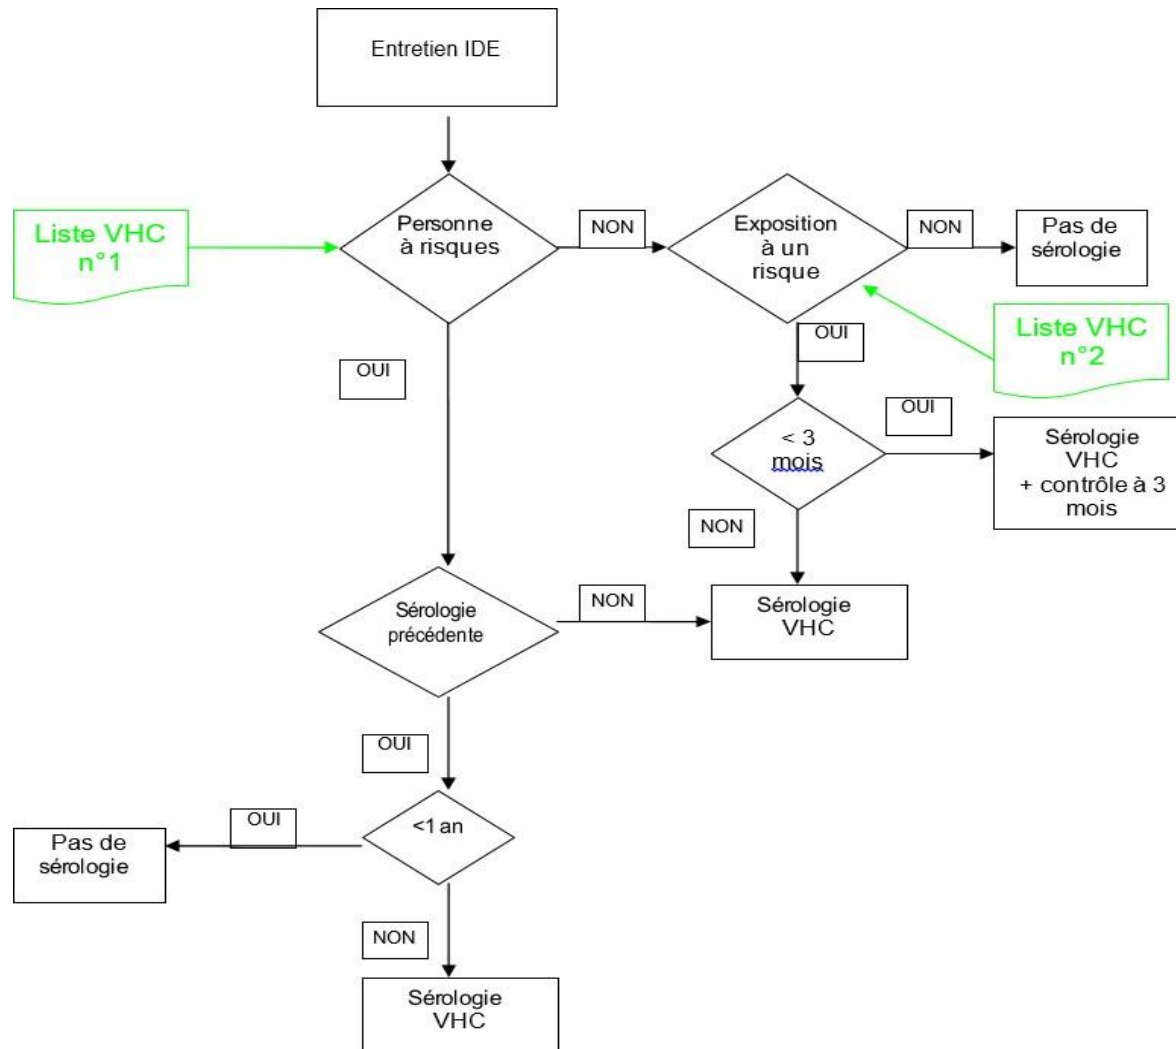 Entretien IDE
Liste VHC
n°1
Personne
à risques
NON
Exposition
à un
risque
NON
Pas de
sérologie
Liste VHC
n°2
OUI
OUI
< 3
mois
OUI
Sérologie
VHC
+ contrôle à 3
mois
NON
Sérologie
précédente
NON
Sérologie
VHC
OUI
<1 an
OUI
Pas de
sérologie
NON
Sérologie
VHC